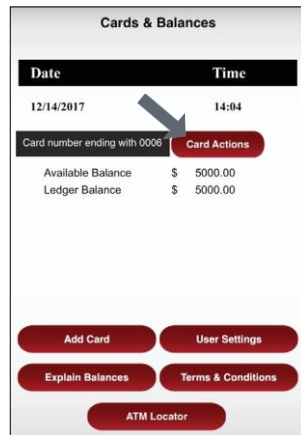 Cards & Balances
Date Time
12/14/2017 14:04
Card number ending with 0006 Card Actions
Available Balance $ 5000.00
Ledger Balance $ 5000.00
Add Card User Settings
Explain Balances Terms & Conditions
ATM Locator